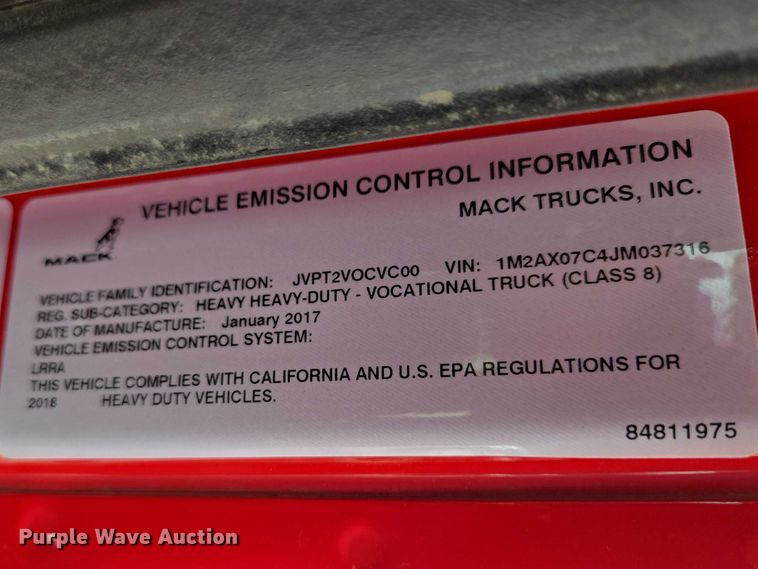 VEHICLE EMISSION CONTROL INFORMATION
MACK TRUCKS, INC.
MACK
VEHICLE FAMILY IDENTIFICATION: JVPT2VOCVC00 VIN: 1M2AX07C4JM037316
REG. SUB-CATEGORY: HEAVY HEAVY-DUTY - VOCATIONAL TRUCK (CLASS 8)
DATE OF MANUFACTURE: January 2017
VEHICLE EMISSION CONTROL SYSTEM:
LRRA
THIS VEHICLE COMPLIES WITH CALIFORNIA AND U.S. EPA REGULATIONS FOR
2018 HEAVY DUTY VEHICLES.
84811975
Purple Wave Auction